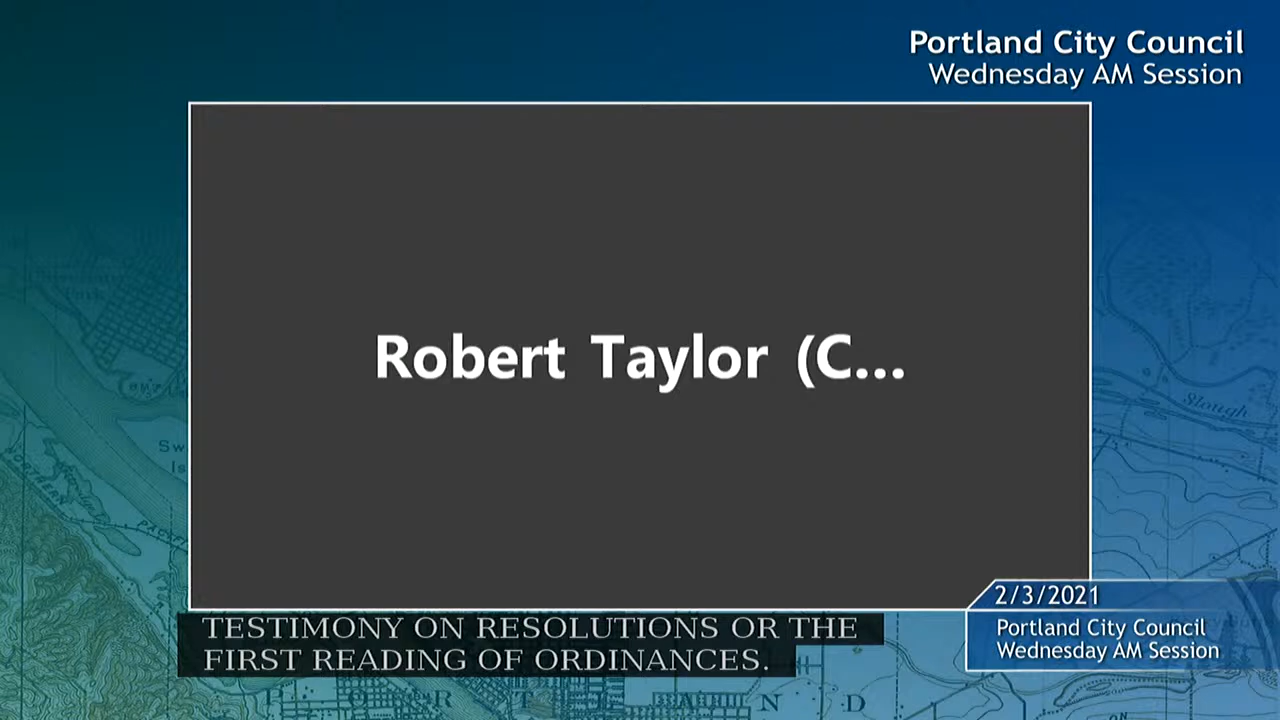 Portland City Council
Wednesday AM Session
Robert Taylor (C...
Slough
2/3/2021
Portland City Council
Wednesday AM Session
TESTIMONY ON RESOLUTIONS OR THE
FIRST READING OF ORDINANCES.